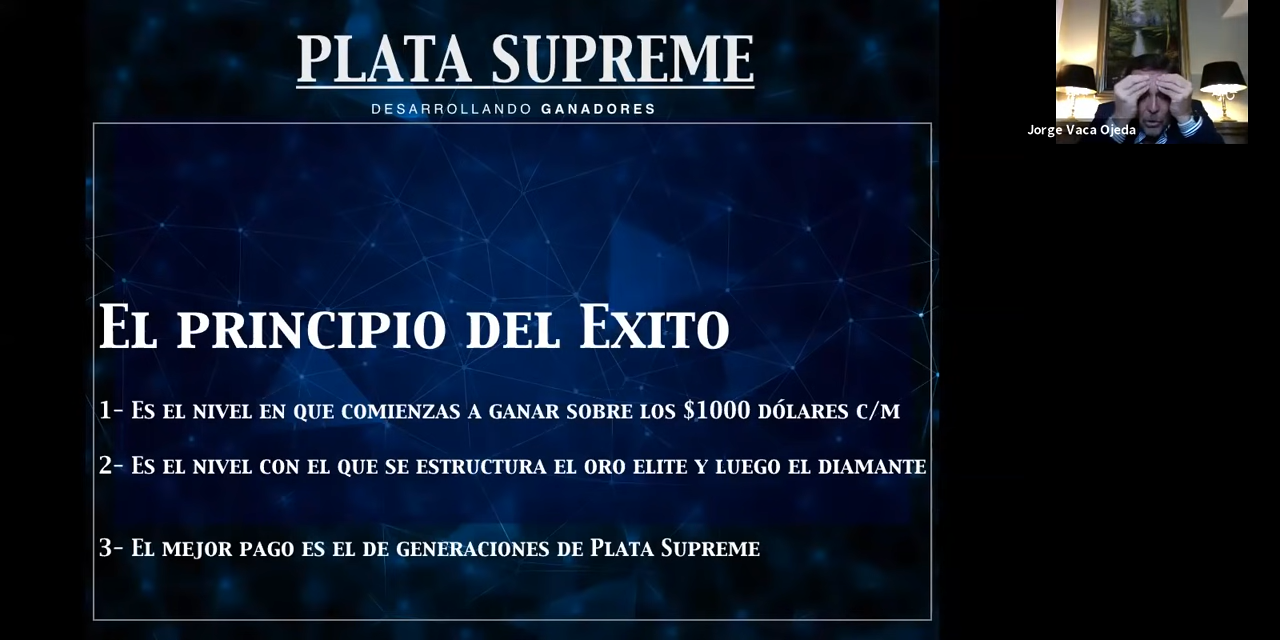 PLATA SUPREME
DESARROLLANDO GANADORES
EL PRINCIPIO DEL EXITO
1- ES EL NIVEL EN QUE COMIENZAS A GANAR SOBRE LOS $1000 DÓLARES C/M
2- ES EL NIVEL CON EL QUE SE ESTRUCTURA EL ORO ELITE Y LUEGO EL DIAMANTE
3- EL MEJOR PAGO ES EL DE GENERACIONES DE PLATA SUPREME
Jorge Vaca Ojeda